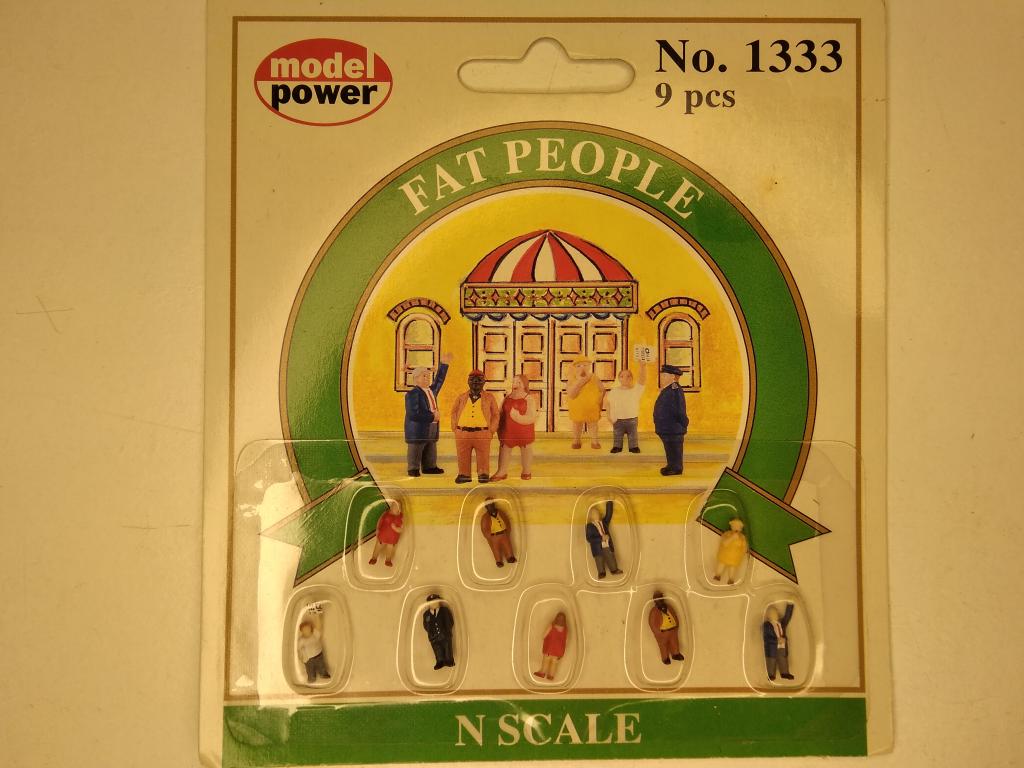 model
power
No. 1333
9 pcs
FAT PEOPLE
N SCALE